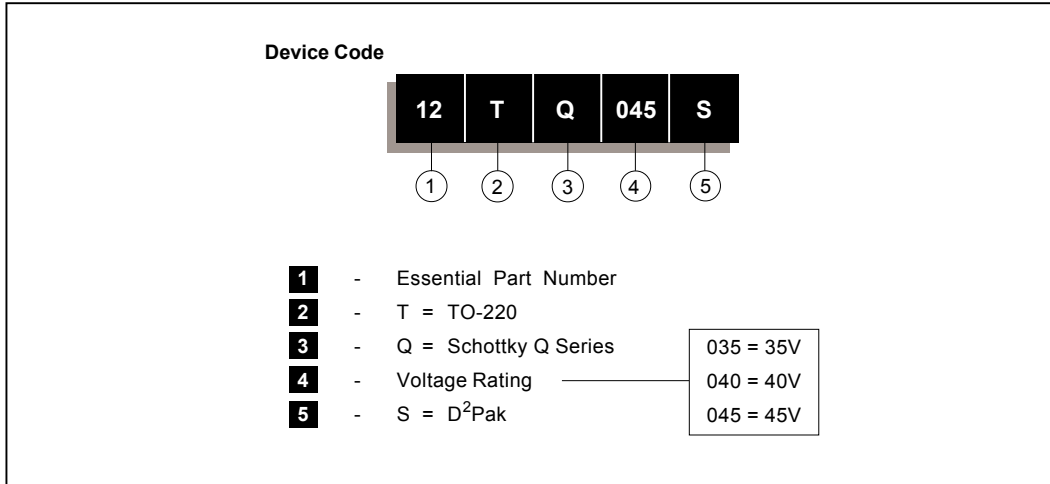 Device Code
12 T Q 045 S
1 2 3 4 5
1 - Essential Part Number
2 - T = TO-220
3 - Q = Schottky Q Series
035 = 35V
4 - Voltage Rating
040 = 40V
5 - S = D²Pak
045 = 45V